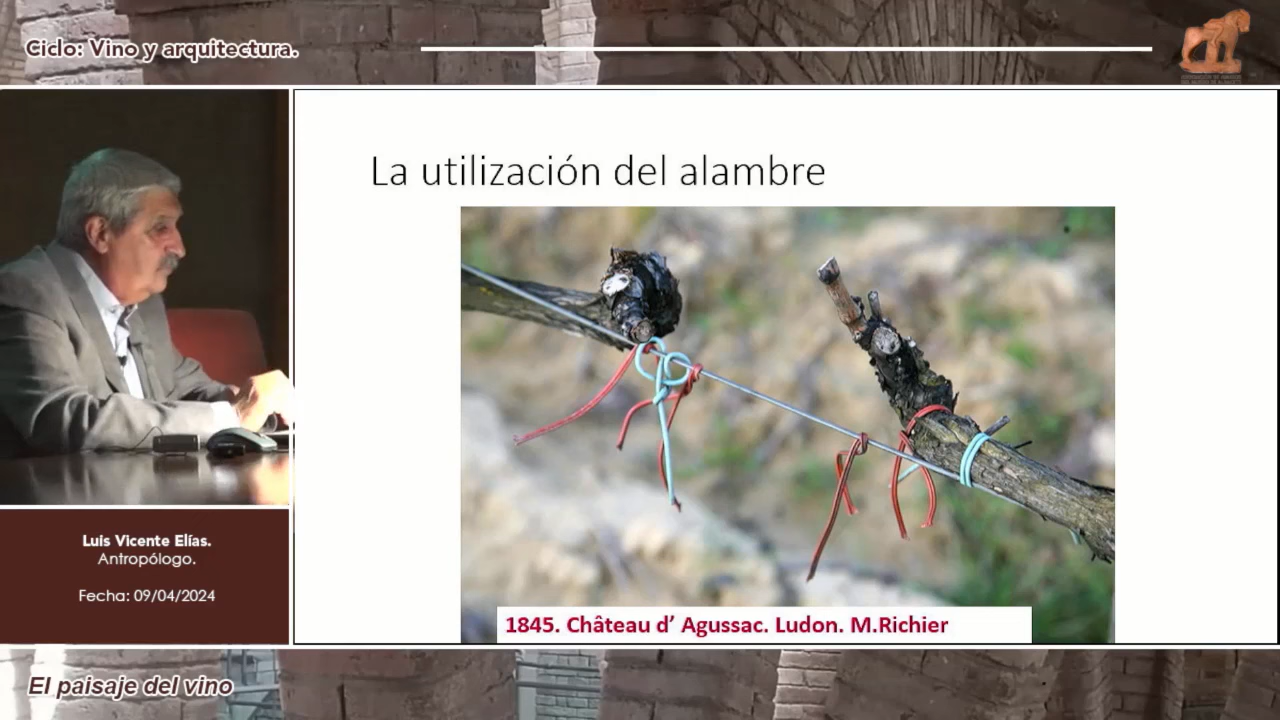 Ciclo: Vino y arquitectura.
La utilización del alambre
1845. Château d’ Agussac. Ludon. M.Richier
Luis Vicente Elías.
Antropólogo.
Fecha: 09/04/2024
El paisaje del vino